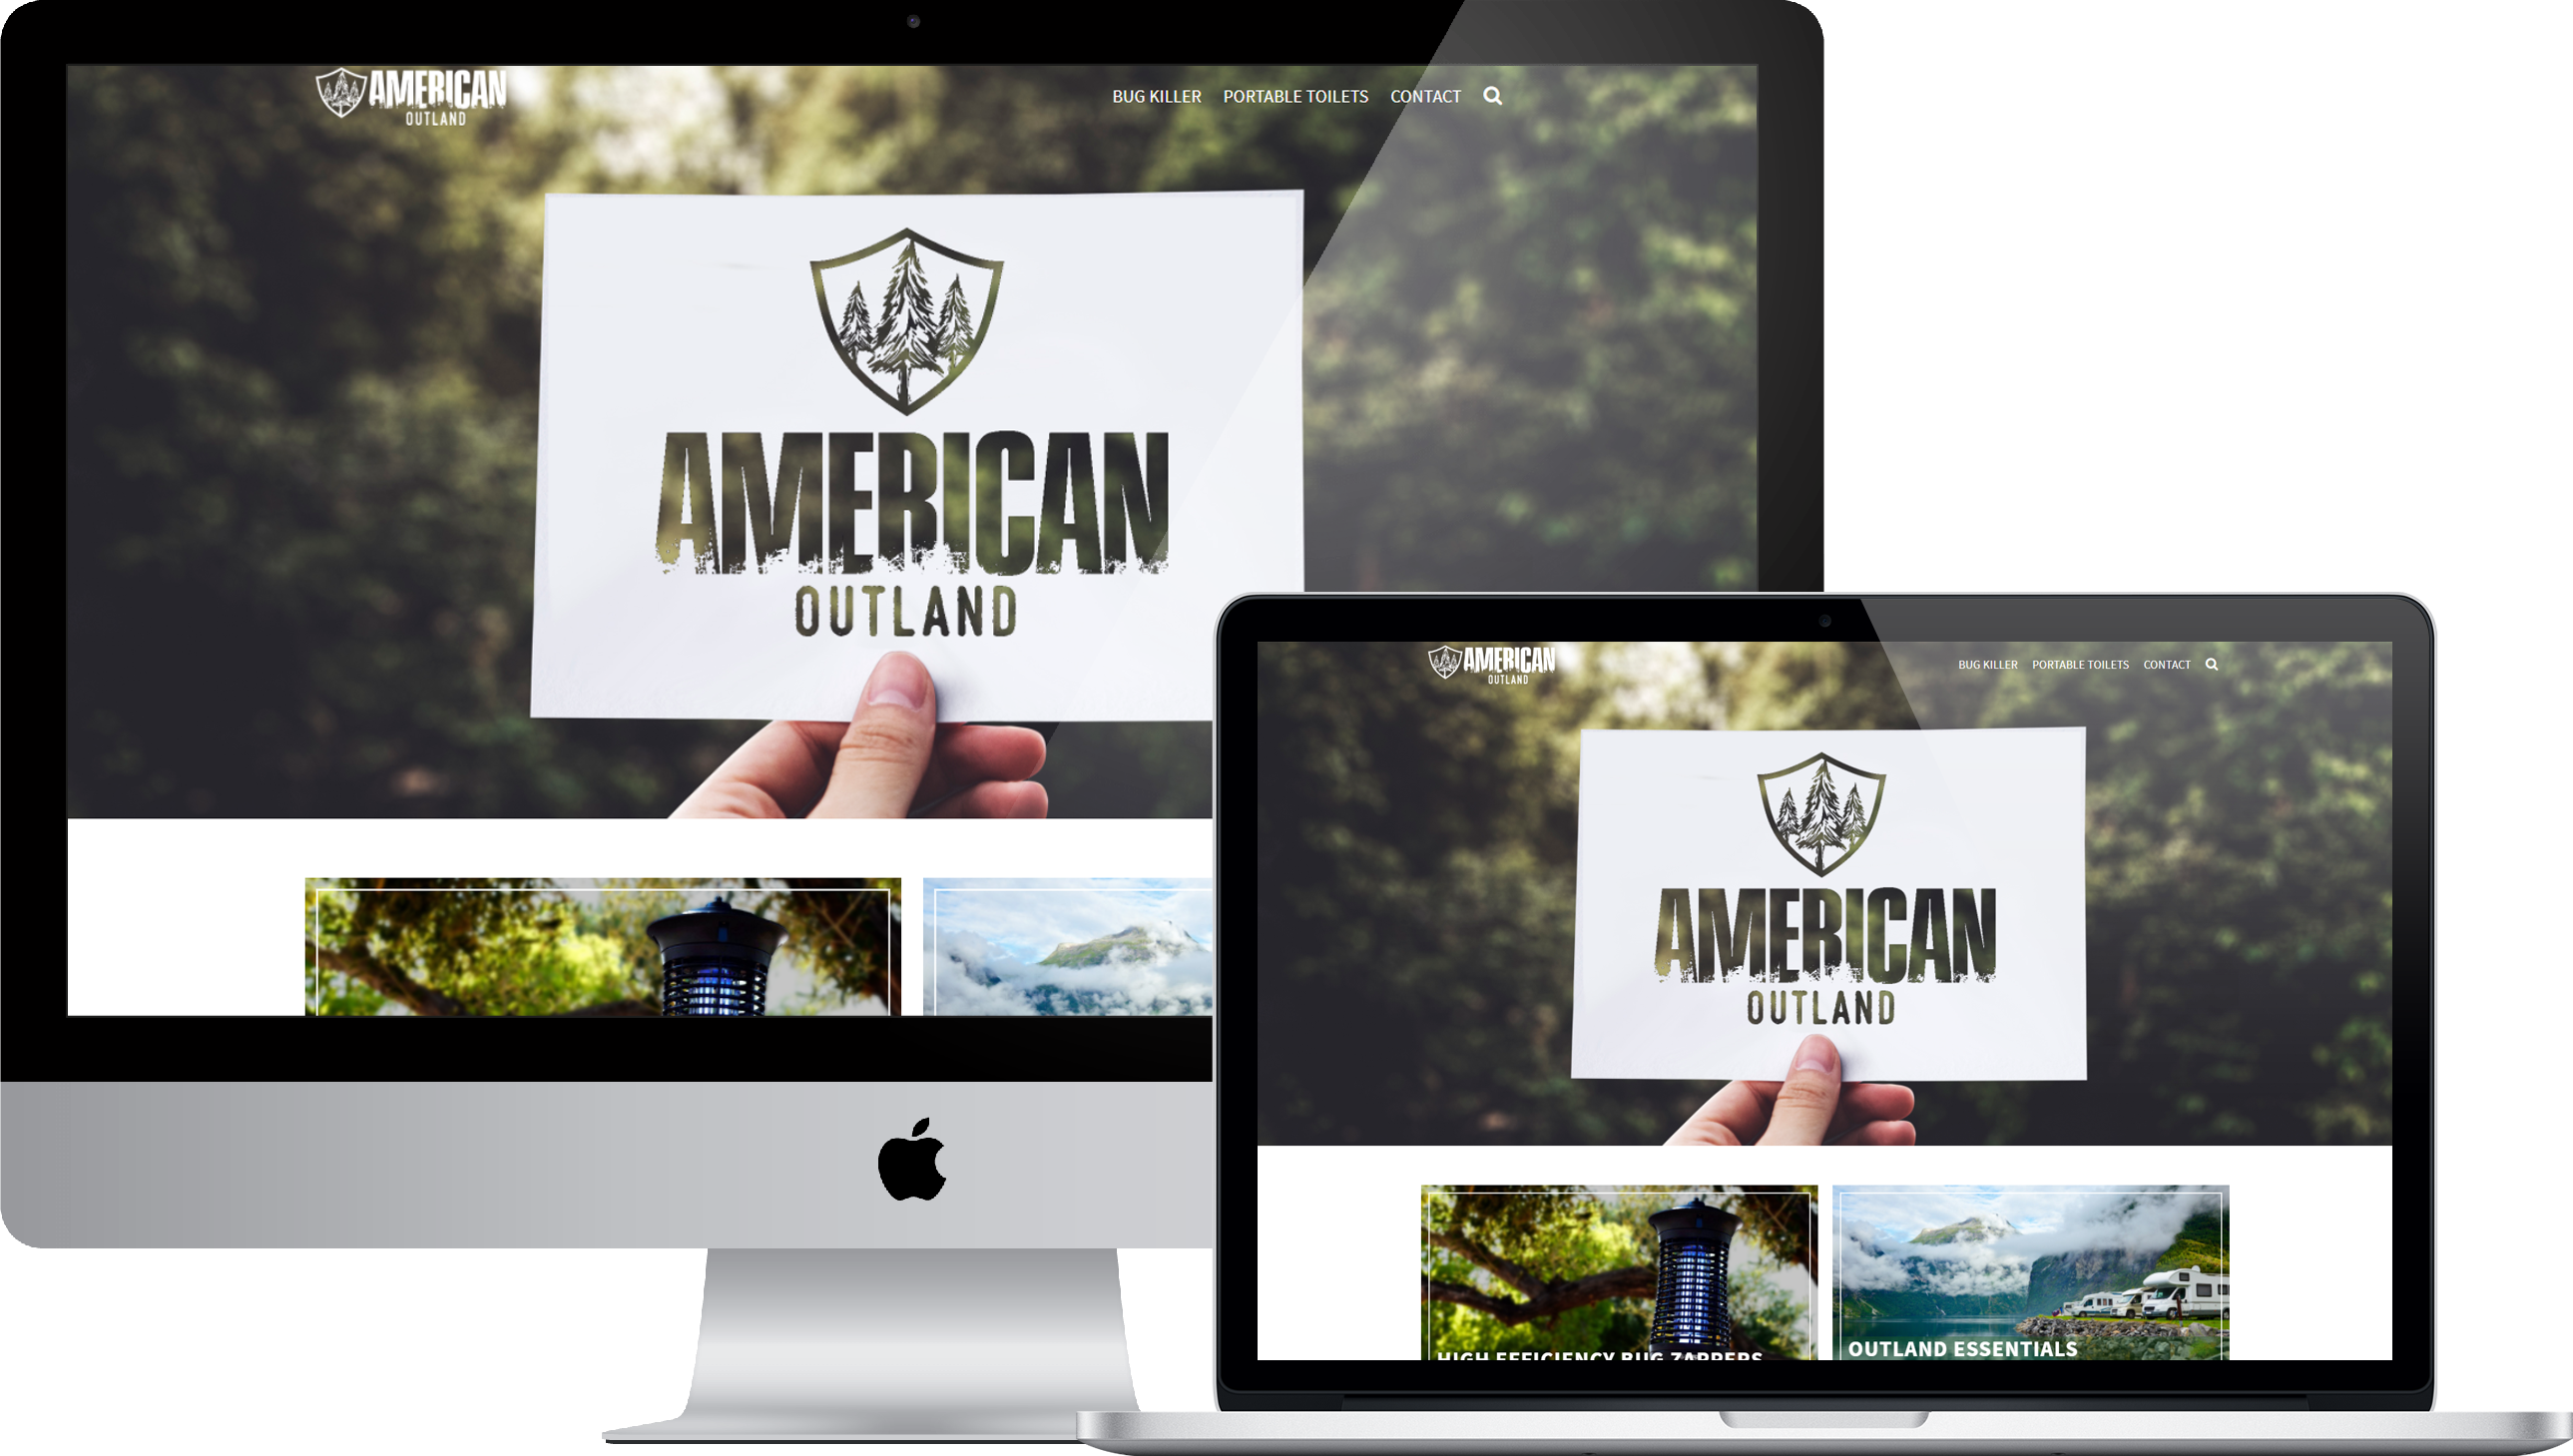 AMERICAN
OUTLAND
BUG KILLER PORTABLE TOILETS CONTACT
AMERICAN
OUTLAND
AMERICAN
OUTLAND
BUG KILLER PORTABLE TOILETS CONTACT
AMERICAN
OUTLAND
HIGH EFFICIENCY BUG ZAPPERS
OUTLAND ESSENTIALS